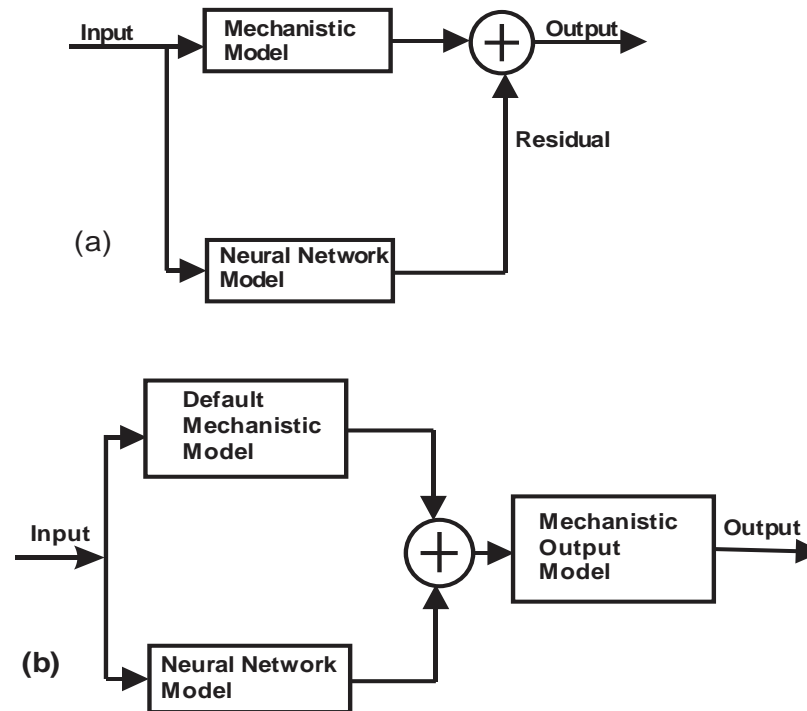 Input
Mechanistic
Model
Output
Residual
(a)
Neural Network
Model
Default
Mechanistic
Model
Input
Mechanistic
Output
Model
Output
(b)
Neural Network
Model